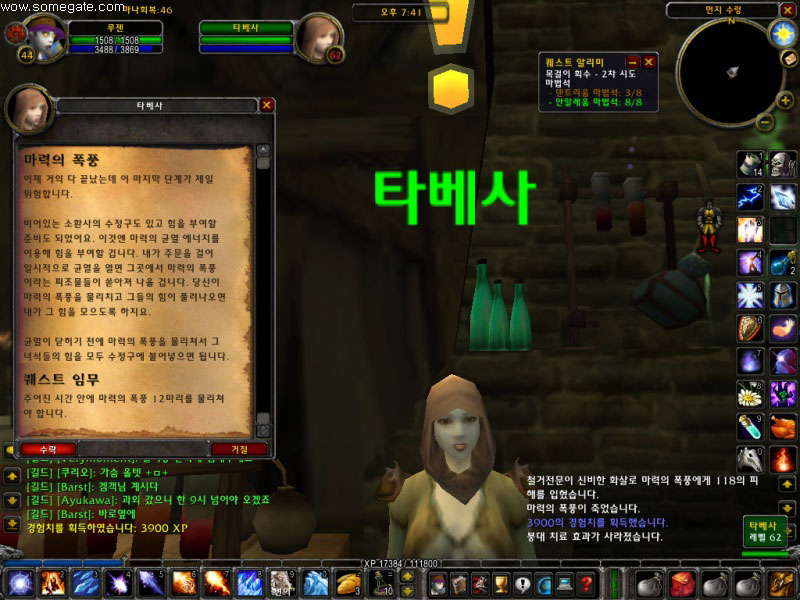 www.somegate.com
마나회복:46
루젠
1508 / 1508
3488 / 3869
44
타베사
62
오후 7:41
먼지 수렁
N
퀘스트 알리미
목걸이 회수 - 2차 시도
마법석
- 덴트리움 마법석: 3/8
- 안알레움 마법석: 8/8
타베사
마력의 폭풍
이제 거의 다 끝났는데 이 마지막 단계가 제일
위험합니다.
비어있는 소환사의 수정구도 있고 힘을 부여할
준비도 되었어요. 이것엔 마력의 균열 에너지를
이용해 힘을 부여할 겁니다. 내가 주문을 걸어
일시적으로 균열을 열면 그곳에서 마력의 폭풍
이라는 피조물들이 쏟아져 나올 겁니다. 당신이
마력의 폭풍을 물리치고 그들의 힘이 풀려나오면
내가 그 힘을 모으도록 하지요.
균열이 닫히기 전에 마력의 폭풍을 물리쳐서 그
녀석들의 힘을 모두 수정구에 불어넣으면 됩니다.
퀘스트 임무
주어진 시간 안에 마력의 폭풍 12마리를 물리쳐
야 합니다.
수락
거절
타베사
[길드] [쿠리오]: 가슴 올텟 +ㅁ+
[길드] [Barst]: 겜객님 계시다
[길드] [Ayukawa]: 과외 갔으니 한 9시 넘어야 오겠죠
[길드] [Barst]: 바로옆에
경험치를 획득하였습니다: 3900 XP
철거전문이 신비한 화살로 마력의 폭풍에게 118의 피
해를 입혔습니다.
마력의 폭풍이 죽었습니다.
3900의 경험치를 획득했습니다.
붕대 치료 효과가 사라졌습니다.
타베사
레벨 62
XP 17384 / 111800